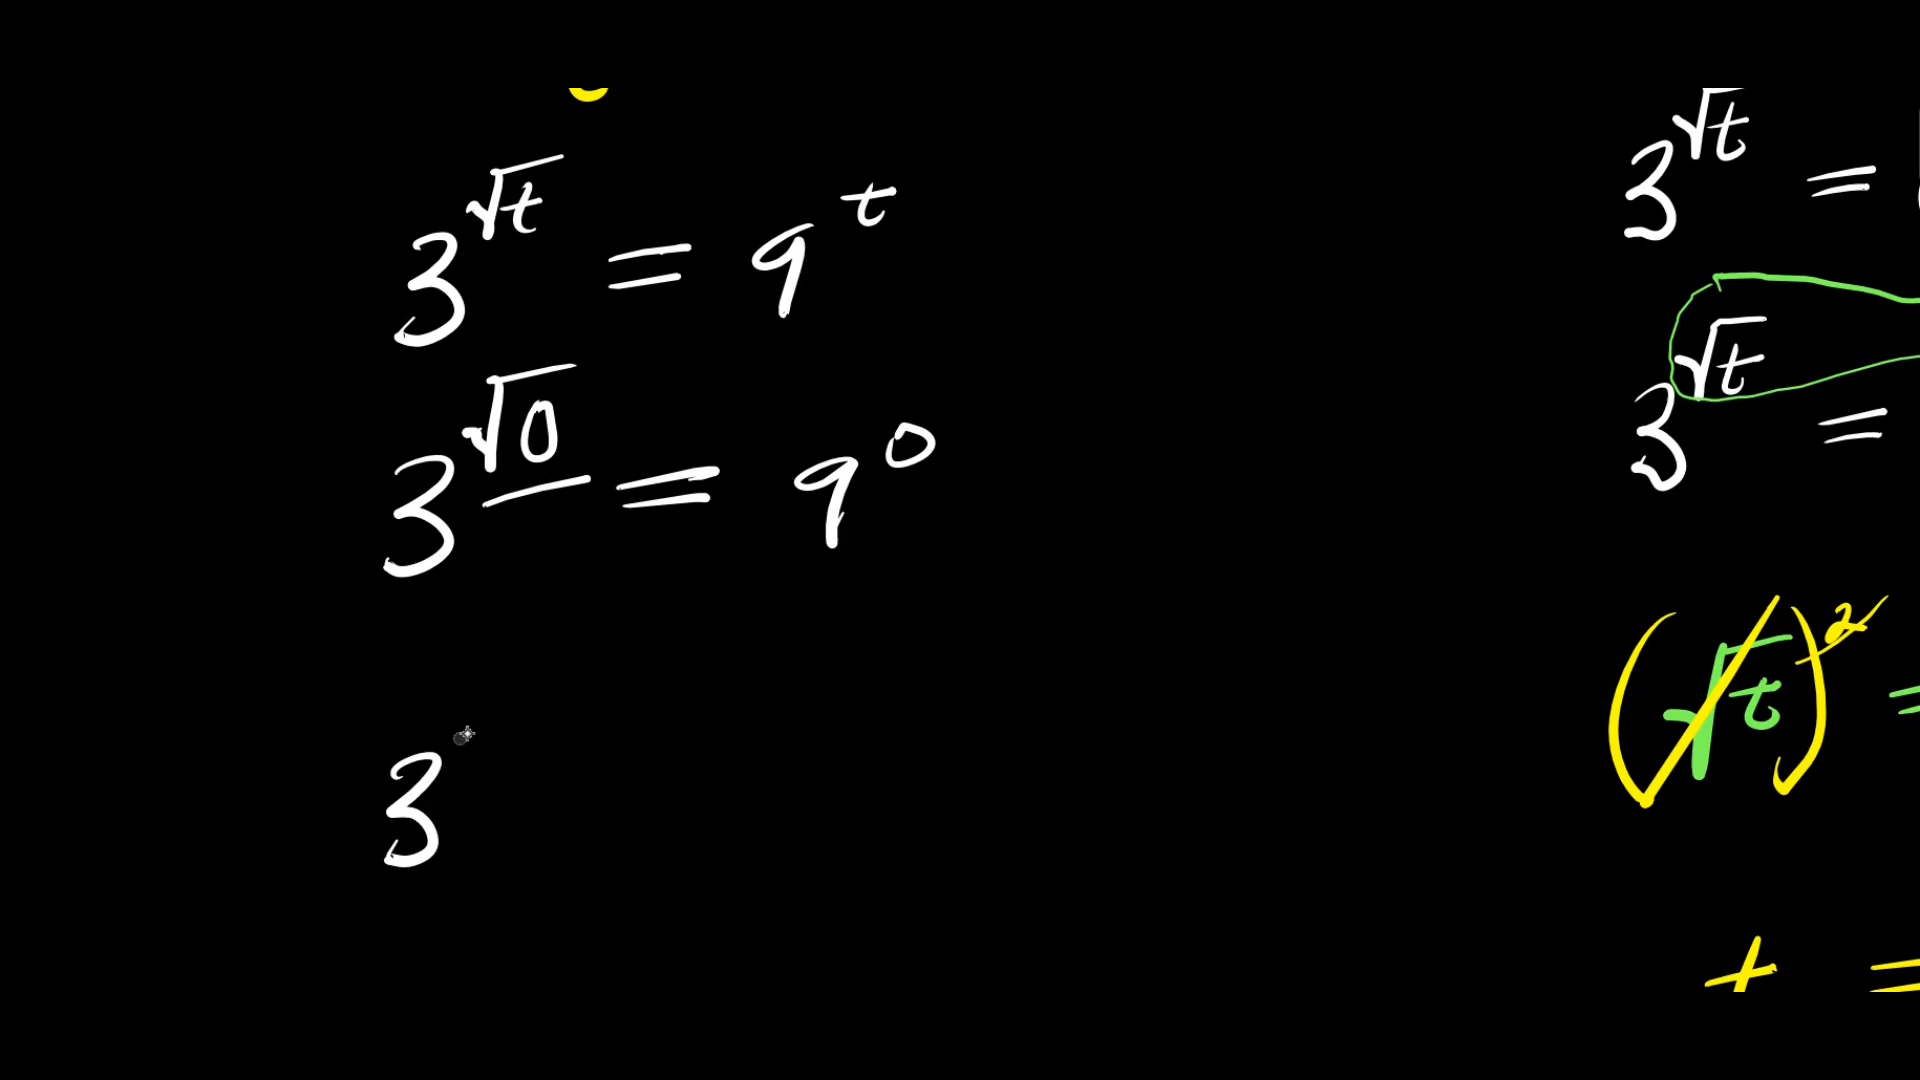 3^√t = 9^t
3^√0 = 9^0
3
3^√t =
3^√t =
(√t)^2 =
t =